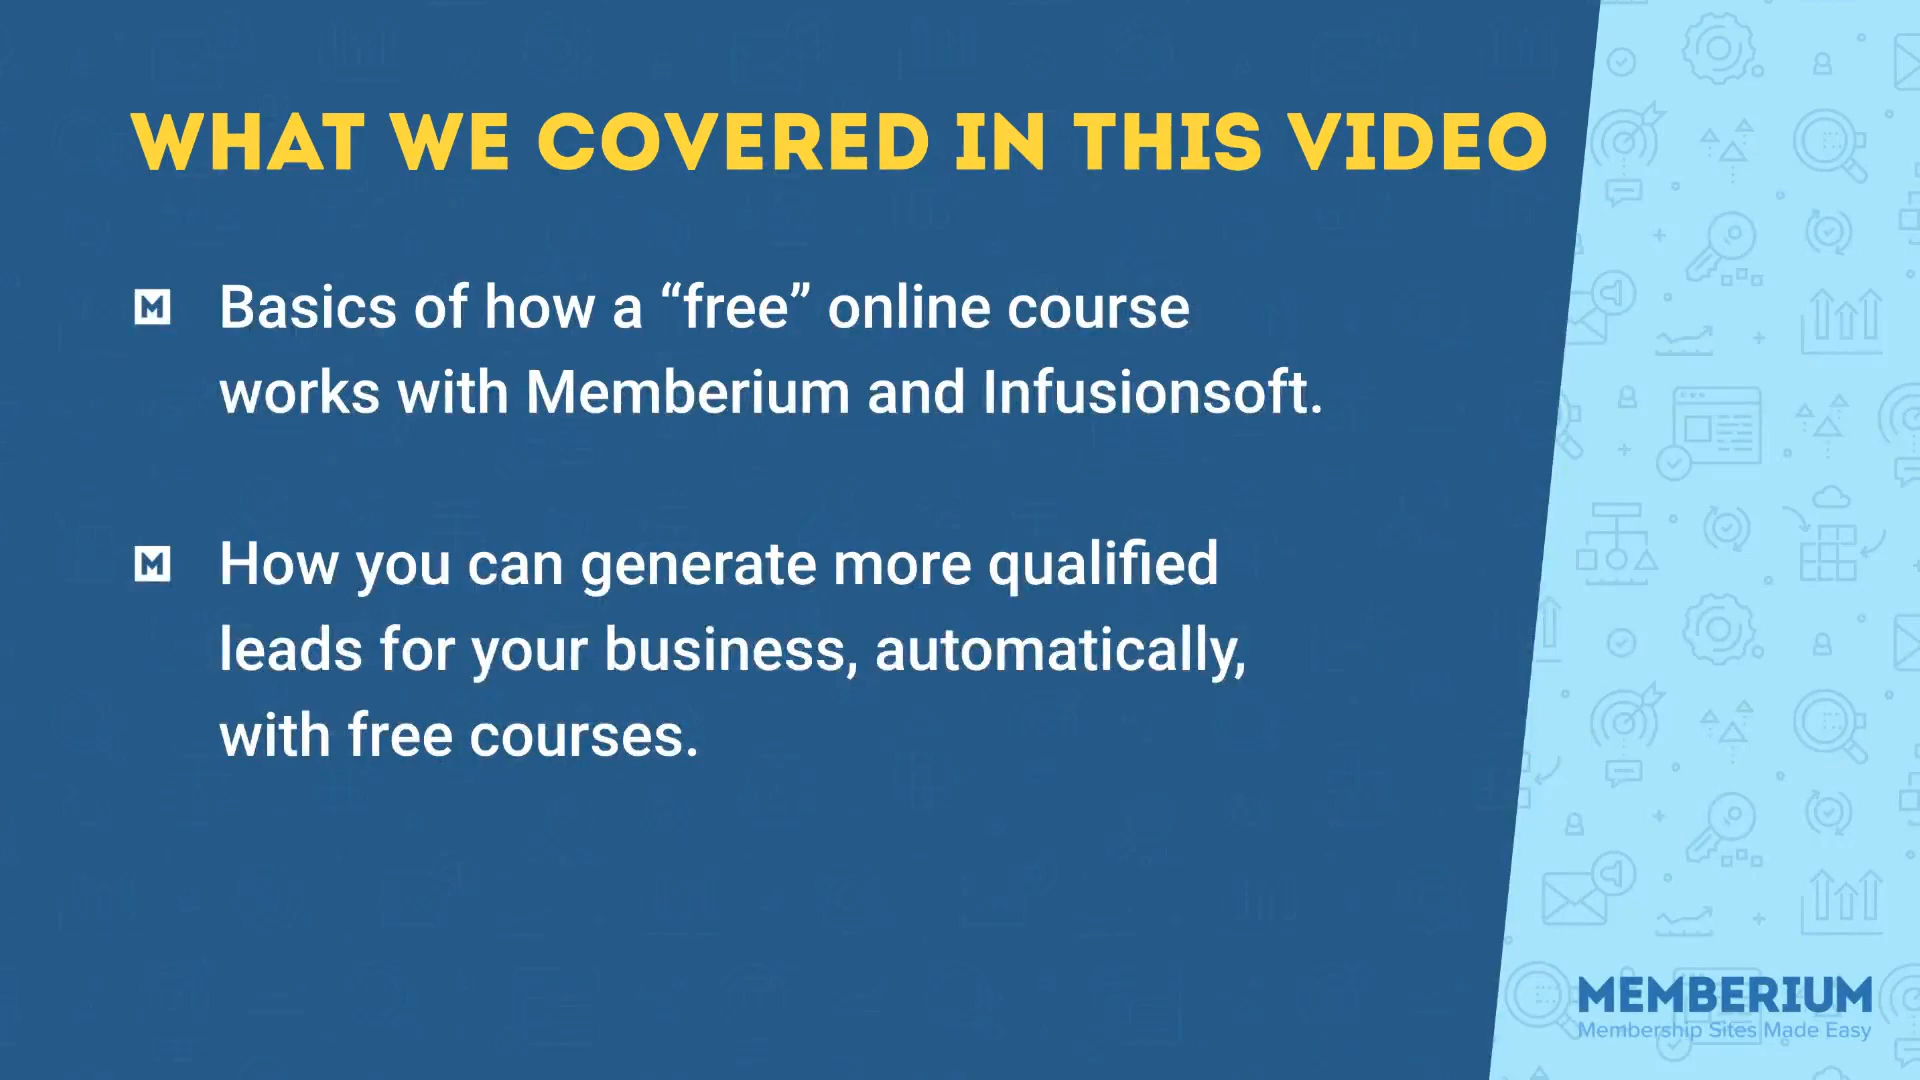 WHAT WE COVERED IN THIS VIDEO
M Basics of how a “free” online course
works with Memberium and Infusionsoft.
M How you can generate more qualified
leads for your business, automatically,
with free courses.
MEMBERIUM
Membership Sites Made Easy